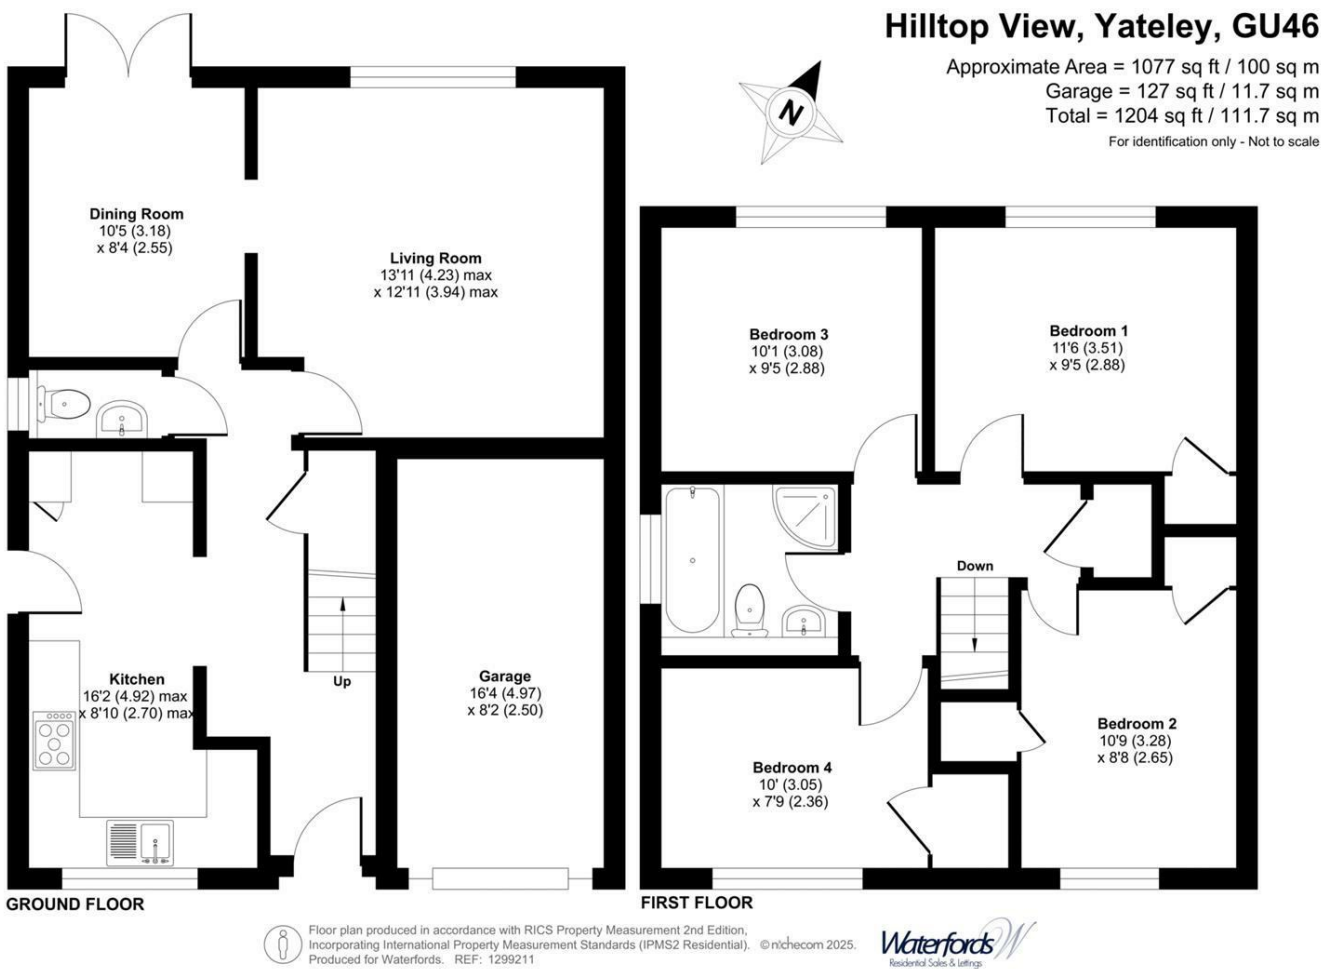 Hilltop View, Yateley, GU46
Approximate Area = 1077 sq ft / 100 sq m
Garage = 127 sq ft / 11.7 sq m
Total = 1204 sq ft / 111.7 sq m
For identification only - Not to scale
N
Dining Room
10'5 (3.18)
x 8'4 (2.55)
Living Room
13'11 (4.23) max
x 12'11 (3.94) max
Kitchen
16'2 (4.92) max
x 8'10 (2.70) max
Up
Garage
16'4 (4.97)
x 8'2 (2.50)
GROUND FLOOR
Bedroom 3
10'1 (3.08)
x 9'5 (2.88)
Bedroom 1
11'6 (3.51)
x 9'5 (2.88)
Down
Bedroom 2
10'9 (3.28)
x 8'8 (2.65)
Bedroom 4
10' (3.05)
x 7'9 (2.36)
FIRST FLOOR
Floor plan produced in accordance with RICS Property Measurement 2nd Edition,
Incorporating International Property Measurement Standards (IPMS2 Residential). © nichecom 2025.
Produced for Waterfords. REF: 1299211
Waterfords W
Residential Sales & Lettings